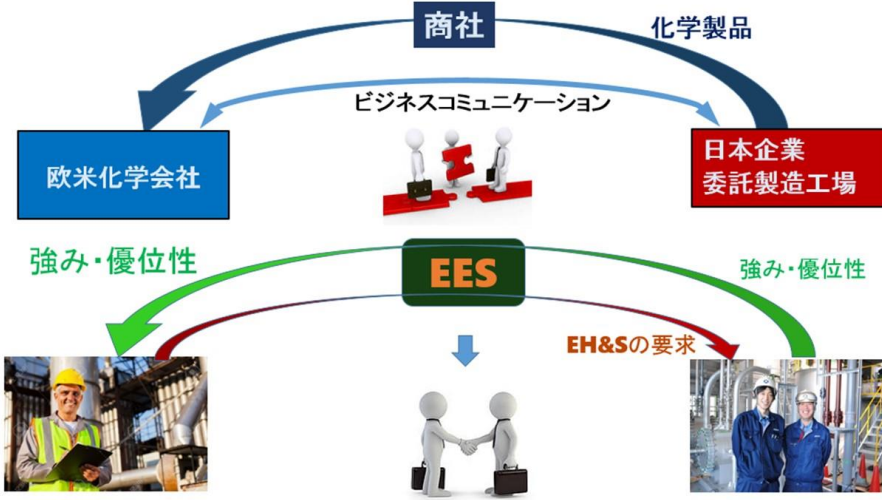 商社
化学製品
ビジネスコミュニケーション
欧米化学会社
日本企業
委託製造工場
強み・優位性
EES
強み・優位性
EH&Sの要求